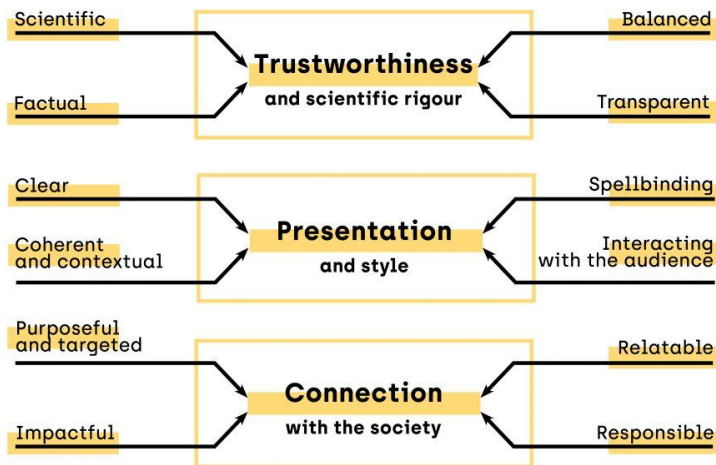 Scientific
Balanced
Trustworthiness
and scientific rigour
Factual
Transparent
Clear
Spellbinding
Presentation
and style
Coherent
and contextual
Interacting
with the audience
Purposeful
and targeted
Relatable
Connection
with the society
Impactful
Responsible